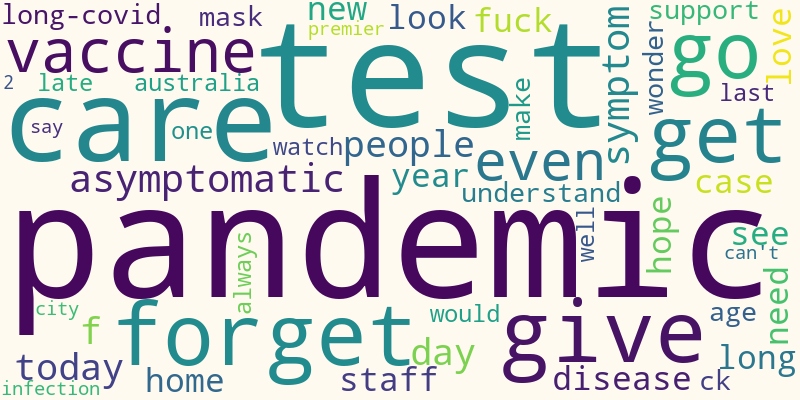 long-covid
mask
new
premier
look
fuck
support
love
vaccine
test
symptom
wonder
go
2
late
australia
last
care
say
one
make
watch
people
even
get
asymptomatic
year
understand
case
pandemic
well
hope
see
can't
always
city
f
forget
would
give
age
need
today
home
day
staff
disease
ck
long
infection